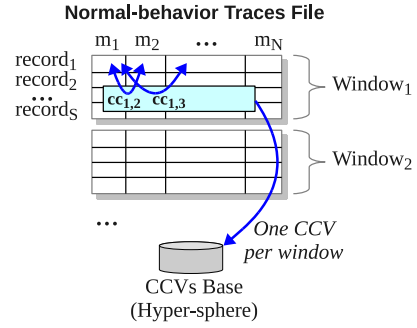 Normal-behavior Traces File
m1 m2 ... mN
record1
record2
...
recordsS
cc1,2 cc1,3
Window1
Window2
...
One CCV
per window
CCVs Base
(Hyper-sphere)